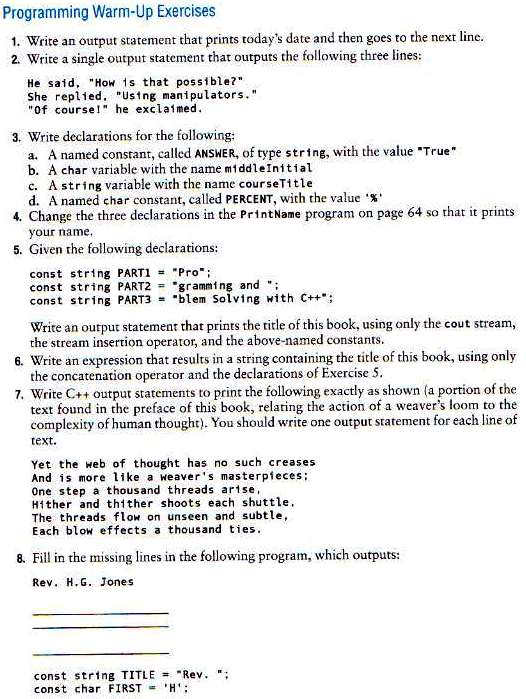 Programming Warm-Up Exercises
1. Write an output statement that prints today's date and then goes to the next line.
2. Write a single output statement that outputs the following three lines:
He said, "How is that possible?"
She replied, "Using manipulators."
"Of course!" he exclaimed.
3. Write declarations for the following:
a. A named constant, called ANSWER, of type string, with the value "True"
b. A char variable with the name middleInitial
c. A string variable with the name courseTitle
d. A named char constant, called PERCENT, with the value '%'
4. Change the three declarations in the PrintName program on page 64 so that it prints
your name.
5. Given the following declarations:
const string PART1 = "Pro";
const string PART2 = "gramming and ";
const string PART3 = "blem Solving with C++";
Write an output statement that prints the title of this book, using only the cout stream,
the stream insertion operator, and the above-named constants.
6. Write an expression that results in a string containing the title of this book, using only
the concatenation operator and the declarations of Exercise 5.
7. Write C++ output statements to print the following exactly as shown (a portion of the
text found in the preface of this book, relating the action of a weaver's loom to the
complexity of human thought). You should write one output statement for each line of
text.
Yet the web of thought has no such creases
And is more like a weaver's masterpieces;
One step a thousand threads arise,
Hither and thither shoots each shuttle,
The threads flow on unseen and subtle,
Each blow effects a thousand ties.
8. Fill in the missing lines in the following program, which outputs:
Rev. H.G. Jones
const string TITLE = "Rev. ";
const char FIRST = 'H';